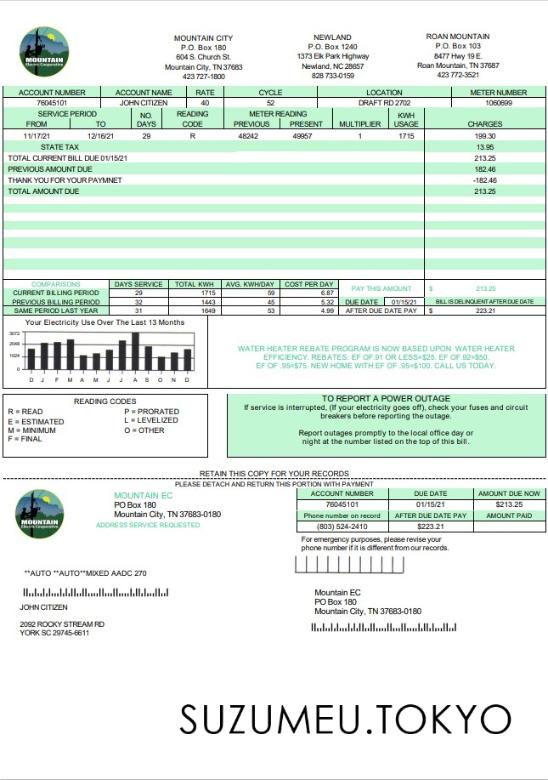 MOUNTAIN
Electric Cooperative
MOUNTAIN CITY
P.O. Box 180
604 S. Church St.
Mountain City, TN 37683
423 727-1800
NEWLAND
P.O. Box 1240
1373 Elk Park Highway
Newland, NC 28657
828 733-0159
ROAN MOUNTAIN
P.O. Box 103
8477 Hwy 19 E.
Roan Mountain, TN 37687
423 772-3521
ACCOUNT NUMBER ACCOUNT NAME RATE CYCLE LOCATION METER NUMBER
76045101 JOHN CITIZEN 40 52 DRAFT RD 2702 1060699
SERVICE PERIOD NO. READING METER READING KWH
FROM TO DAYS CODE PREVIOUS PRESENT MULTIPLIER USAGE CHARGES
11/17/21 12/16/21 29 R 48242 49957 1 1715 199.30
STATE TAX 13.95
TOTAL CURRENT BILL DUE 01/15/21 213.25
PREVIOUS AMOUNT DUE 182.46
THANK YOU FOR YOUR PAYMNET -182.46
TOTAL AMOUNT DUE 213.25
COMPARISONS DAYS SERVICE TOTAL KWH AVG. KWH/DAY COST PER DAY
CURRENT BILLING PERIOD 29 1715 59 6.87
PREVIOUS BILLING PERIOD 32 1443 45 5.32
SAME PERIOD LAST YEAR 31 1649 53 4.99
PAY THIS AMOUNT $ 213.25
DUE DATE 01/15/21 BILL IS DELINQUENT AFTER DUE DATE
AFTER DUE DATE PAY $ 223.21
Your Electricity Use Over The Last 13 Months
3072
2998
1024
0
D J F M A M J J A S O N D
WATER HEATER REBATE PROGRAM IS NOW BASED UPON WATER HEATER
EFFICIENCY. REBATES: EF OF.91 OR LESS=$25. EF OF.92=$50.
EF OF .95=$75. NEW HOME WITH EF OF .95=$100. CALL US TODAY.
READING CODES
R = READ
E = ESTIMATED
M = MINIMUM
F = FINAL
P = PRORATED
L = LEVELIZED
O = OTHER
TO REPORT A POWER OUTAGE
If service is interrupted, (If your electricity goes off), check your fuses and circuit
breakers before reporting the outage.
Report outages promptly to the local office day or
night at the number listed on the top of this bill.
RETAIN THIS COPY FOR YOUR RECORDS
PLEASE DETACH AND RETURN THIS PORTION WITH PAYMENT
MOUNTAIN
Electric Cooperative
MOUNTAIN EC
PO Box 180
Mountain City, TN 37683-0180
ADDRESS SERVICE REQUESTED
ACCOUNT NUMBER DUE DATE AMOUNT DUE NOW
76045101 01/15/21 $213.25
Phone number on record AFTER DUE DATE PAY AMOUNT PAID
(803) 524-2410 $223.21
For emergency purposes, please revise your
phone number if it is different from our records.
**AUTO **AUTO**MIXED AADC 270
JOHN CITIZEN
2092 ROCKY STREAM RD
YORK SC 29745-6611
Mountain EC
PO Box 180
Mountain City, TN 37683-0180
SUZUMEU.TOKYO